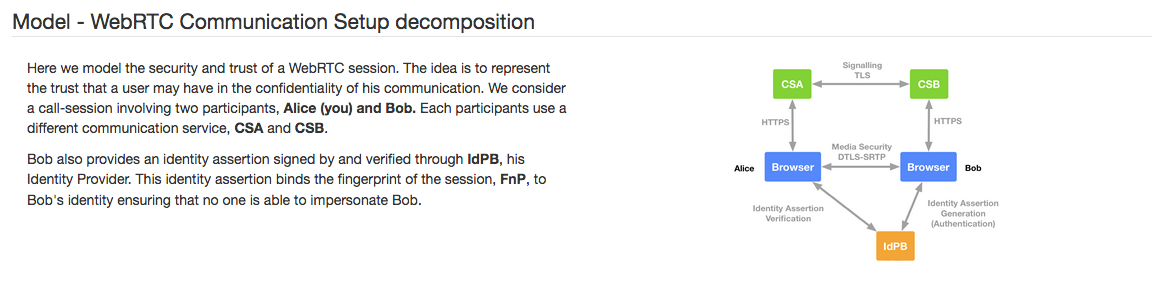 Model - WebRTC Communication Setup decomposition
Here we model the security and trust of a WebRTC session. The idea is to represent
the trust that a user may have in the confidentiality of his communication. We consider
a call-session involving two participants, Alice (you) and Bob. Each participants use a
different communication service, CSA and CSB.
Bob also provides an identity assertion signed by and verified through IdPB, his
Identity Provider. This identity assertion binds the fingerprint of the session, FnP, to
Bob's identity ensuring that no one is able to impersonate Bob.
Signalling
TLS
CSA
CSB
HTTPS
HTTPS
Media Security
DTLS-SRTP
Alice
Browser
Browser
Bob
Identity Assertion
Verification
Identity Assertion
Generation
(Authentication)
IdPB